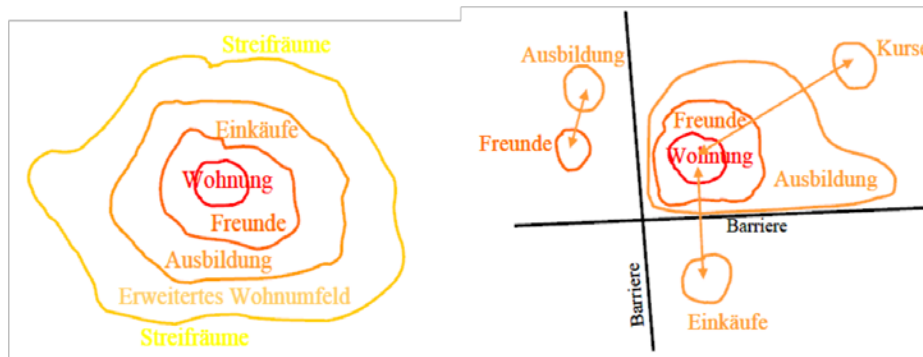 Streifräume
Einkäufe
Wohnung
Freunde
Ausbildung
Erweitertes Wohnumfeld
Streifräume
Ausbildung
Kurse
Freunde
Freunde
Wohnung
Ausbildung
Barriere
Barriere
Einkäufe